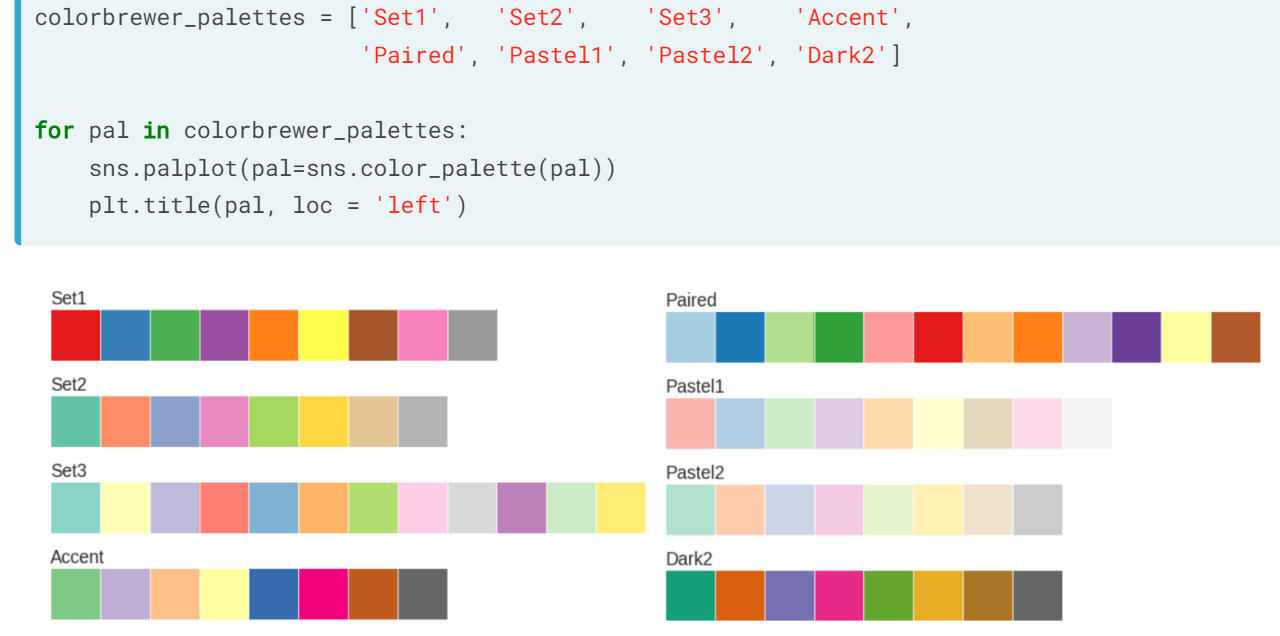 colorbrewer_palettes = ['Set1',   'Set2',    'Set3',    'Accent',
                        'Paired', 'Pastel1', 'Pastel2', 'Dark2']
for pal in colorbrewer_palettes:
    sns.palplot(pal=sns.color_palette(pal))
    plt.title(pal, loc = 'left')
Set1
Set2
Set3
Accent
Paired
Pastel1
Pastel2
Dark2